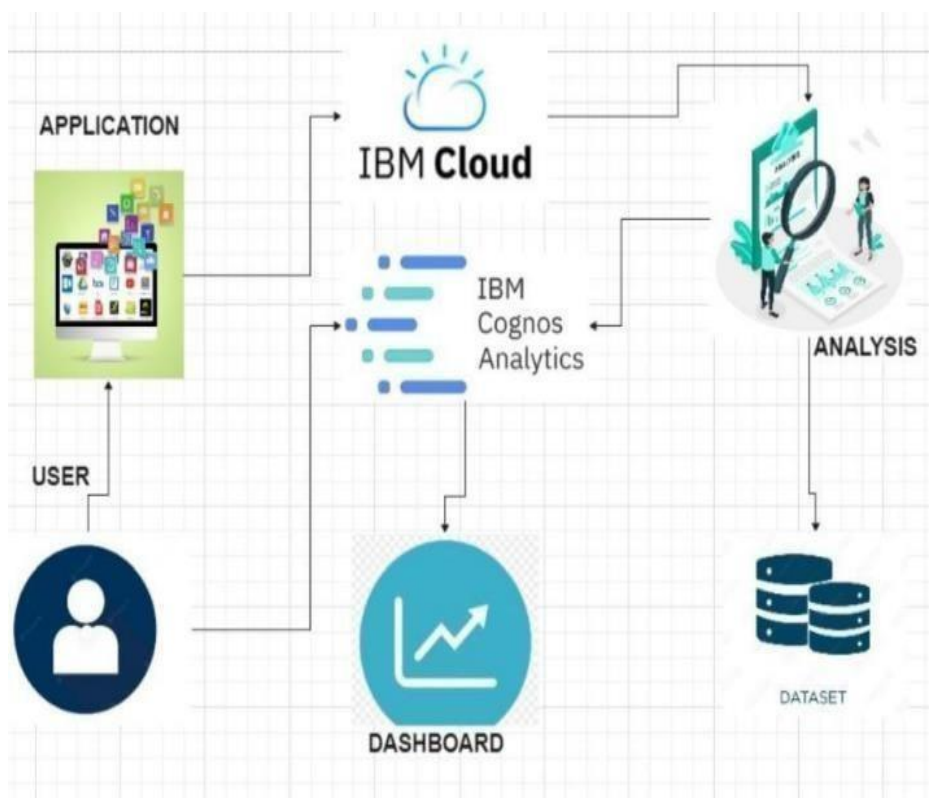 APPLICATION
IBM Cloud
IBM
Cognos
Analytics
ANALYSIS
USER
DASHBOARD
DATASET